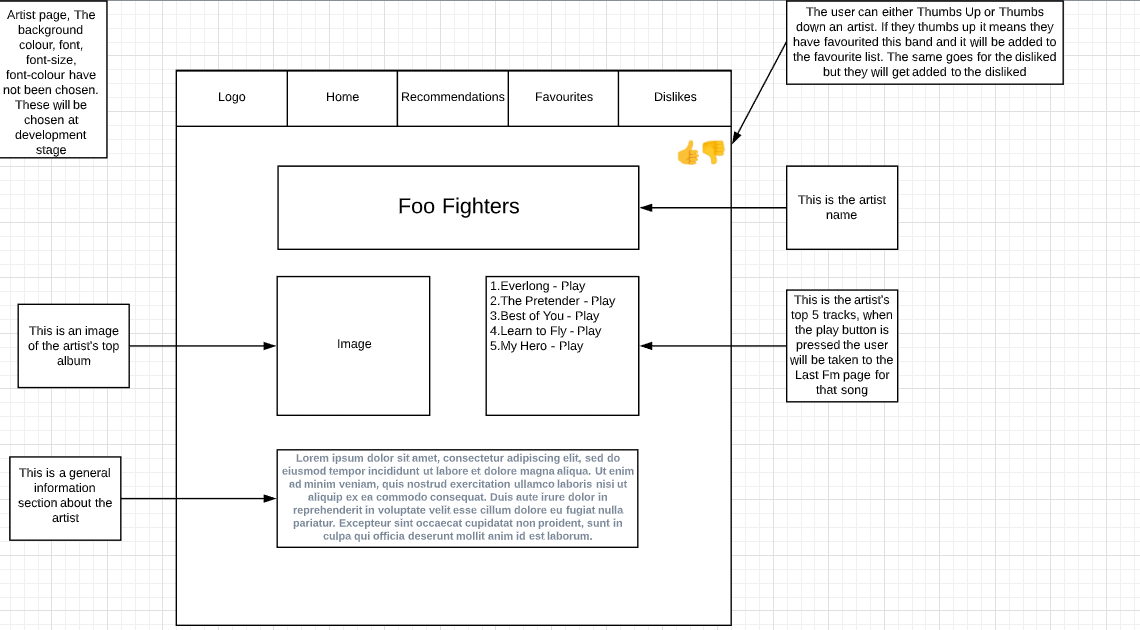 Artist page, The
background
colour, font,
font-size,
font-colour have
not been chosen.
These will be
chosen at
development
stage
The user can either Thumbs Up or Thumbs
down an artist. If they thumbs up it means they
have favourited this band and it will be added to
the favourite list. The same goes for the disliked
but they will get added to the disliked
Logo
Home
Recommendations
Favourites
Dislikes
Foo Fighters
This is the artist
name
This is an image
of the artist's top
album
Image
1.Everlong - Play
2.The Pretender - Play
3.Best of You - Play
4.Learn to Fly - Play
5.My Hero - Play
This is the artist's
top 5 tracks, when
the play button is
pressed the user
will be taken to the
Last Fm page for
that song
This is a general
information
section about the
artist
Lorem ipsum dolor sit amet, consectetur adipiscing elit, sed do
eiusmod tempor incididunt ut labore et dolore magna aliqua. Ut enim
ad minim veniam, quis nostrud exercitation ullamco laboris nisi ut
aliquip ex ea commodo consequat. Duis aute irure dolor in
reprehenderit in voluptate velit esse cillum dolore eu fugiat nulla
pariatur. Excepteur sint occaecat cupidatat non proident, sunt in
culpa qui officia deserunt mollit anim id est laborum.